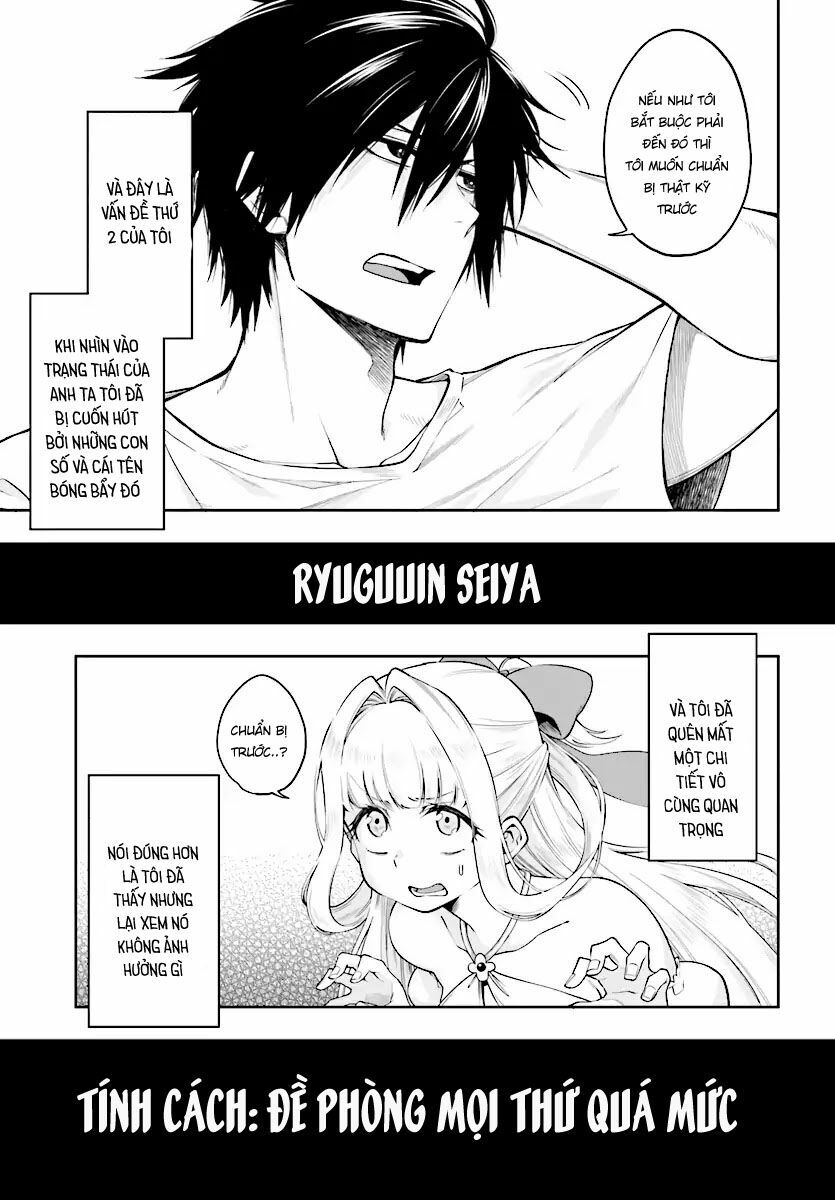 NẾU NHƯ TÔI
BẮT BUỘC PHẢI
ĐẾN ĐÓ THÌ
TÔI MUỐN CHUẨN
BỊ THẬT KỸ
TRƯỚC
VÀ ĐÂY LÀ
VẤN ĐỀ THỨ
2 CỦA TÔI
KHI NHÌN VÀO
TRẠNG THÁI CỦA
ANH TA TÔI ĐÃ
BỊ CUỐN HÚT
BỞI NHỮNG CON
SỐ VÀ CÁI TÊN
BÓNG BẨY ĐÓ
RYUGUUIN SEIYA
VÀ TÔI ĐÃ
QUÊN MẤT
MỘT CHI
TIẾT VÔ
CÙNG QUAN
TRỌNG
CHUẨN BỊ
TRƯỚC..?
NÓI ĐÚNG HƠN
LÀ TÔI ĐÃ
THẤY NHƯNG
LẠI XEM NÓ
KHÔNG ẢNH
HƯỞNG GÌ
TÍNH CÁCH: ĐỀ PHÒNG MỌI THỨ QUÁ MỨC